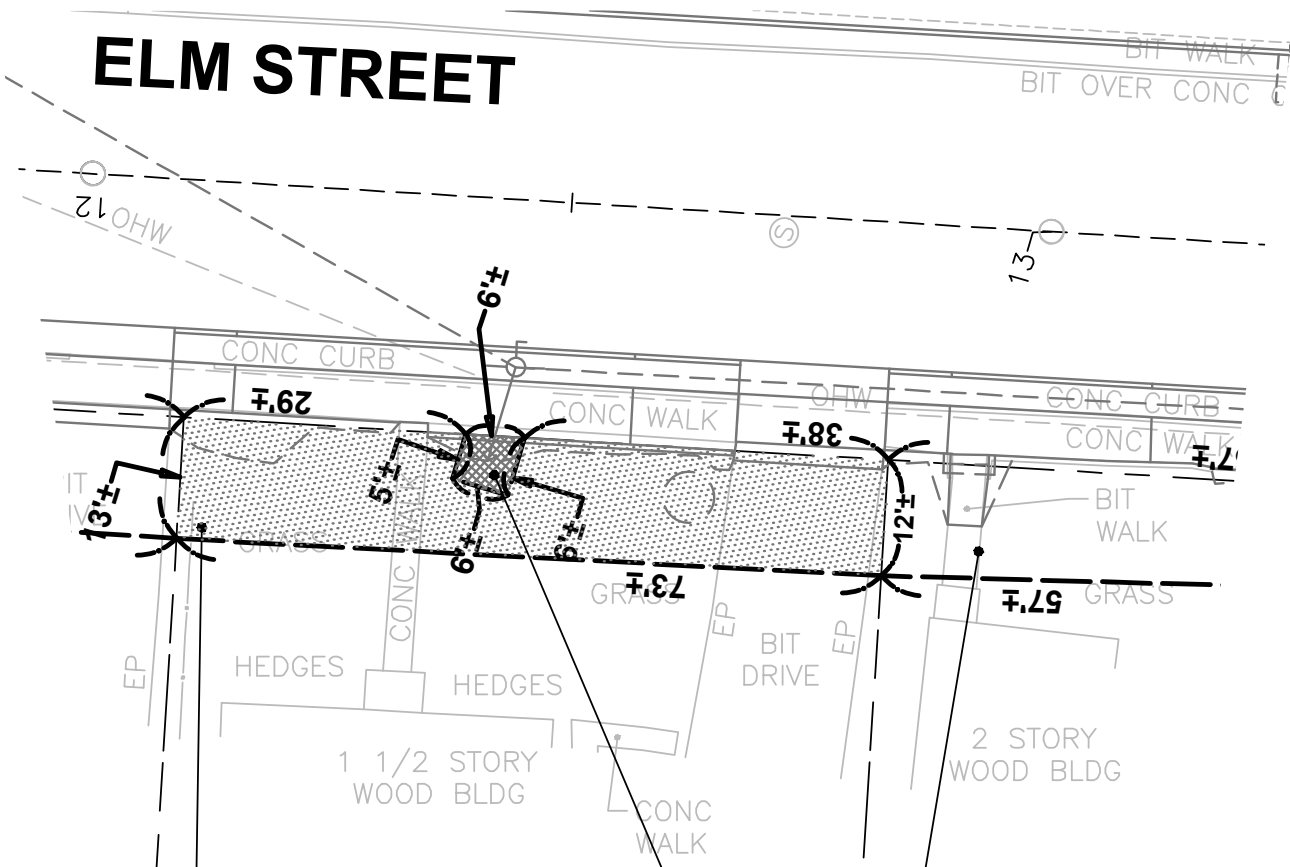 ELM STREET
BIT WALK
BIT OVER CONC C
12
OHW
S
13
6'±
CONC CURB
29'±
CONC WALK
OHW
CONC CURB
38'±
CONC WALK
7'±
13'±
5'±
CONC WALK
6'±
6'±
12'±
BIT
WALK
GRASS
73'±
GRASS
57'±
GRASS
EP
HEDGES
HEDGES
EP
BIT
DRIVE
EP
1 1/2 STORY
WOOD BLDG
2 STORY
WOOD BLDG
CONC
WALK